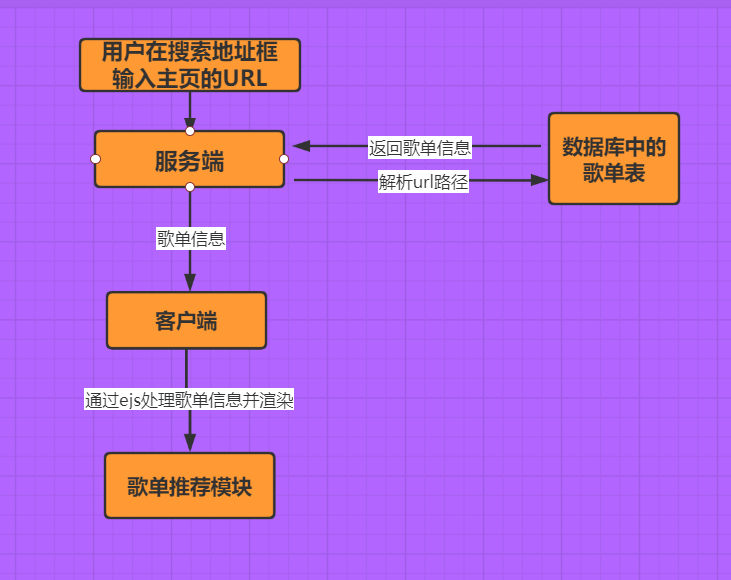 用户在搜索地址框
输入主页的URL
服务端
返回歌单信息
数据库中的
歌单表
解析url路径
歌单信息
客户端
通过ejs处理歌单信息并渲染
歌单推荐模块